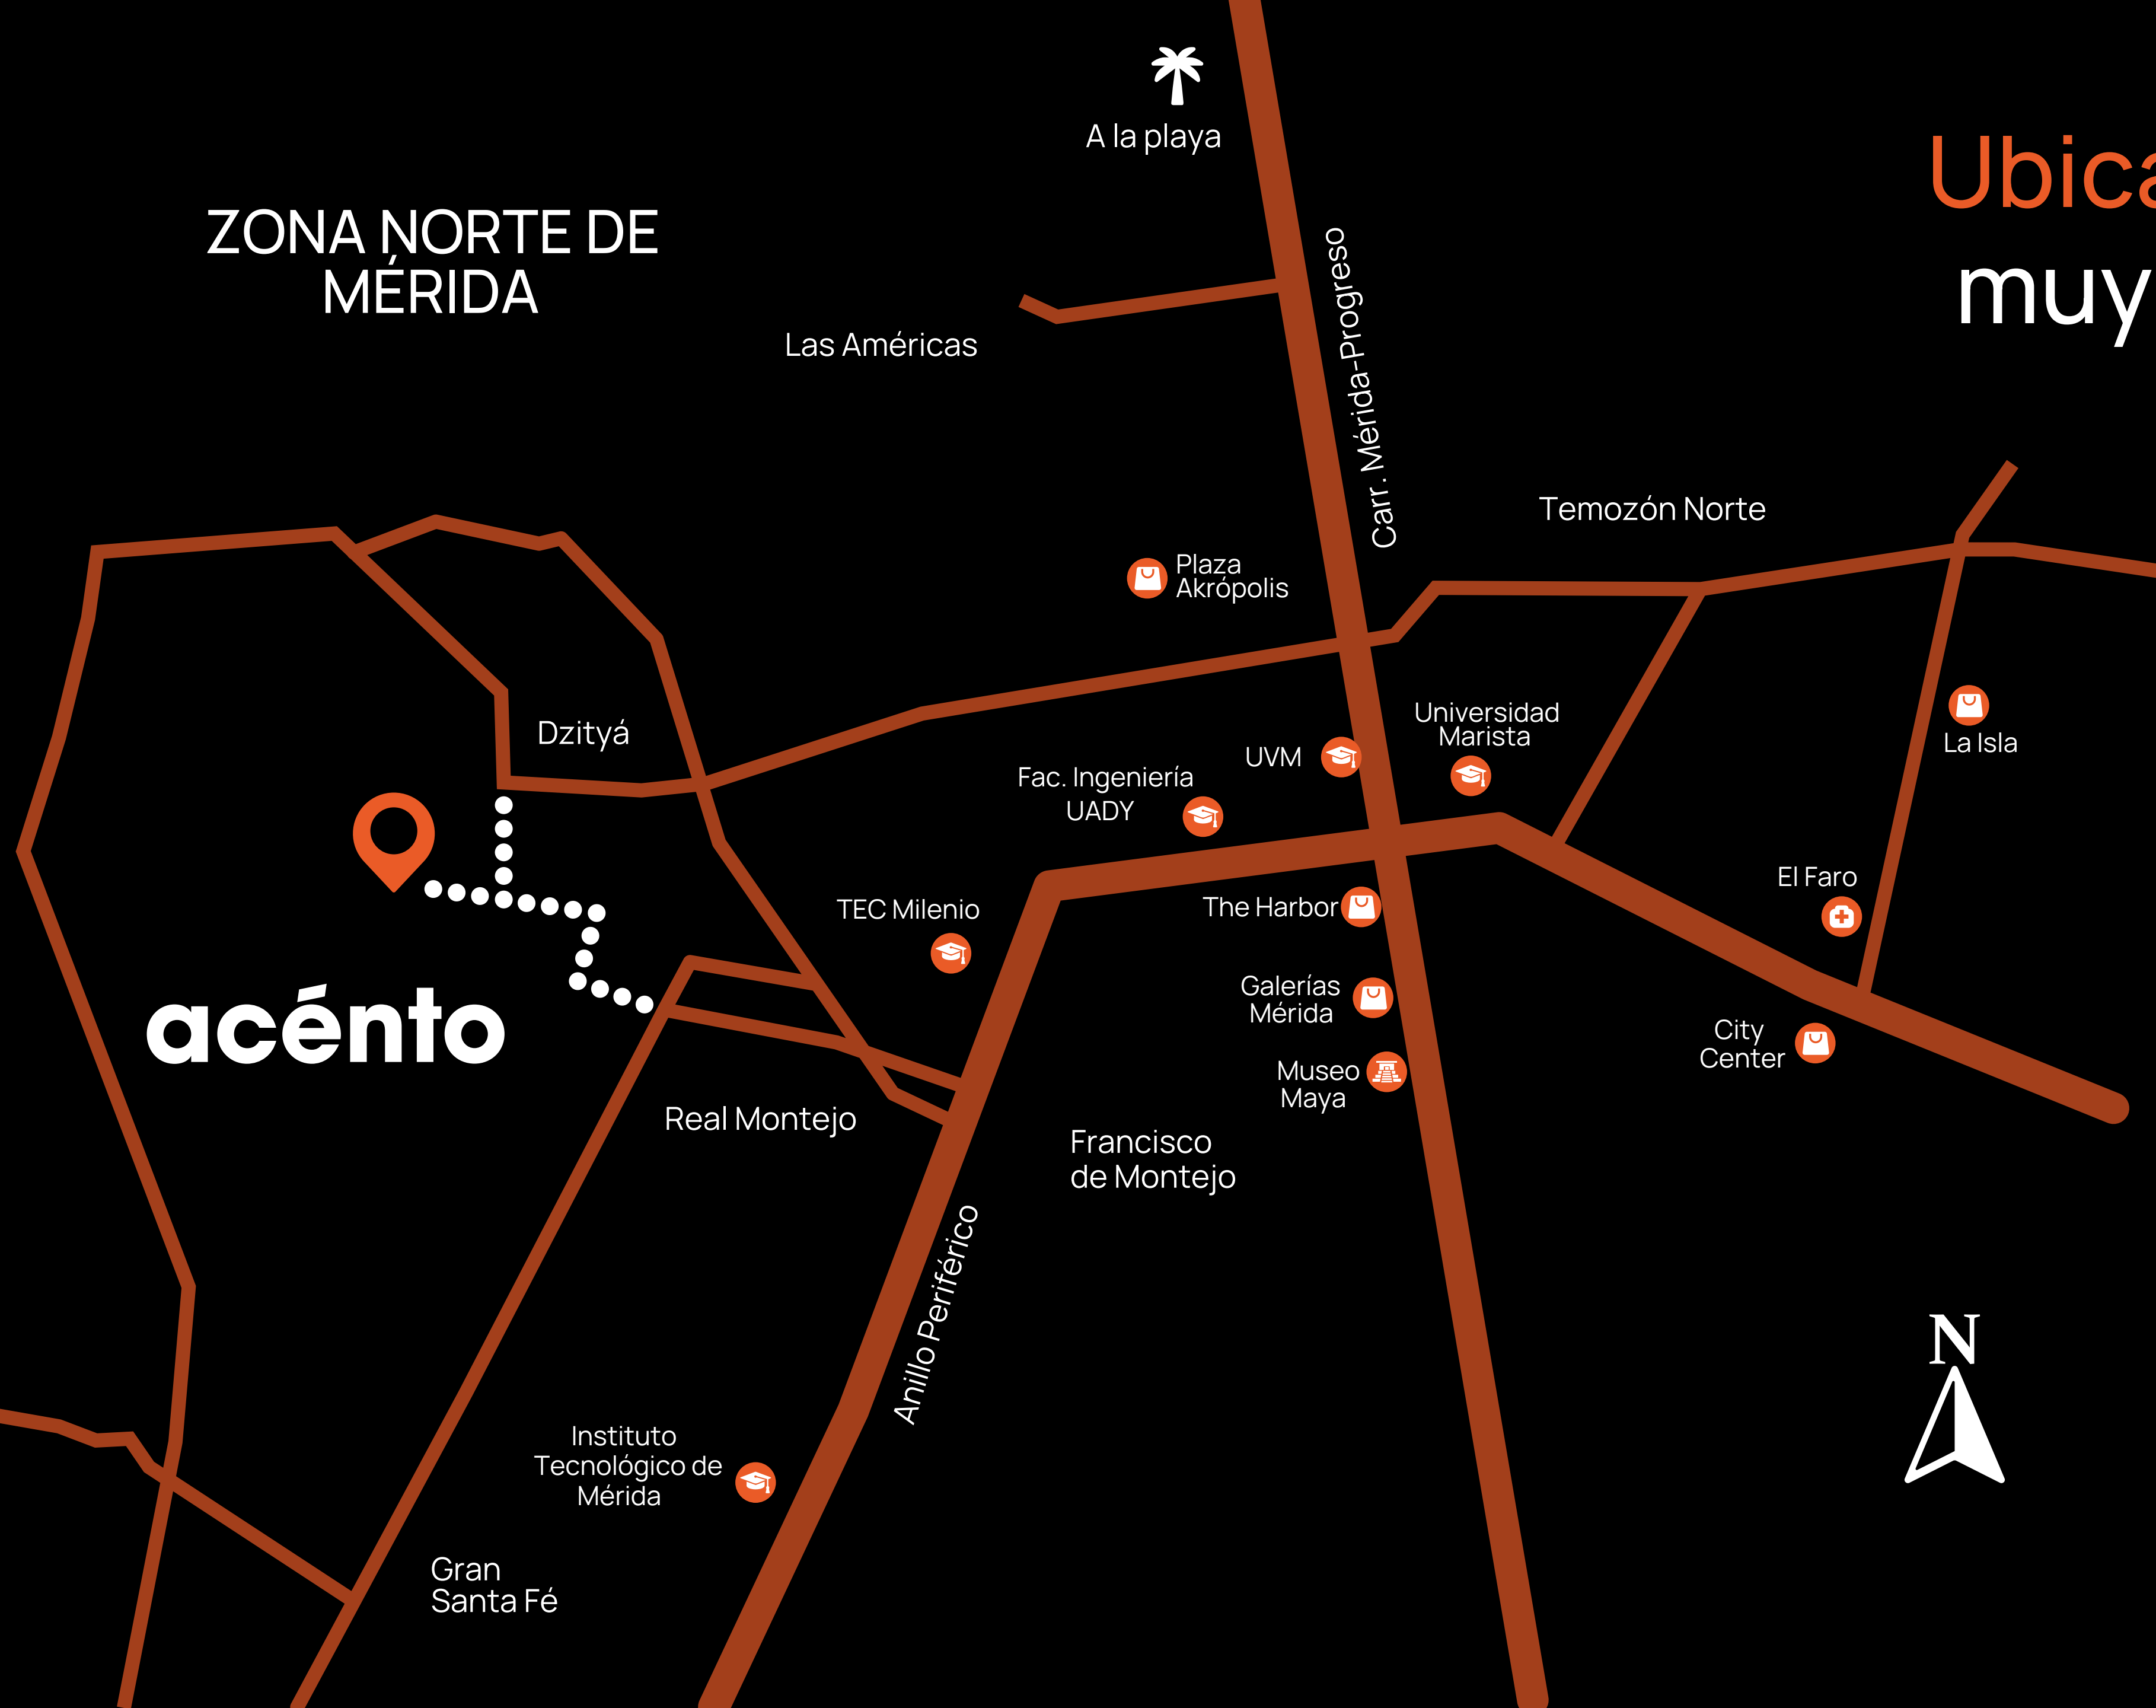 A la playa
ZONA NORTE DE
MÉRIDA
Ubica
muy
Las Américas
Carr. Mérida-Progreso
Temozón Norte
Plaza
Akrópolis
Dzityá
Universidad
Marista
UVM
La Isla
Fac. Ingeniería
UADY
El Faro
TEC Milenio
The Harbor
acénto
Galerías
Mérida
City
Center
Museo
Maya
Real Montejo
Francisco
de Montejo
Anillo Periférico
N
Instituto
Tecnológico de
Mérida
Gran
Santa Fé